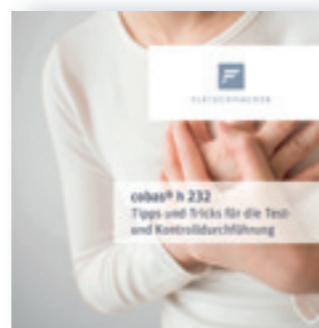 FLEISCHHACKER
cobas® h 232
Tipps und Tricks für die Test-
und Kontrolldurchführung